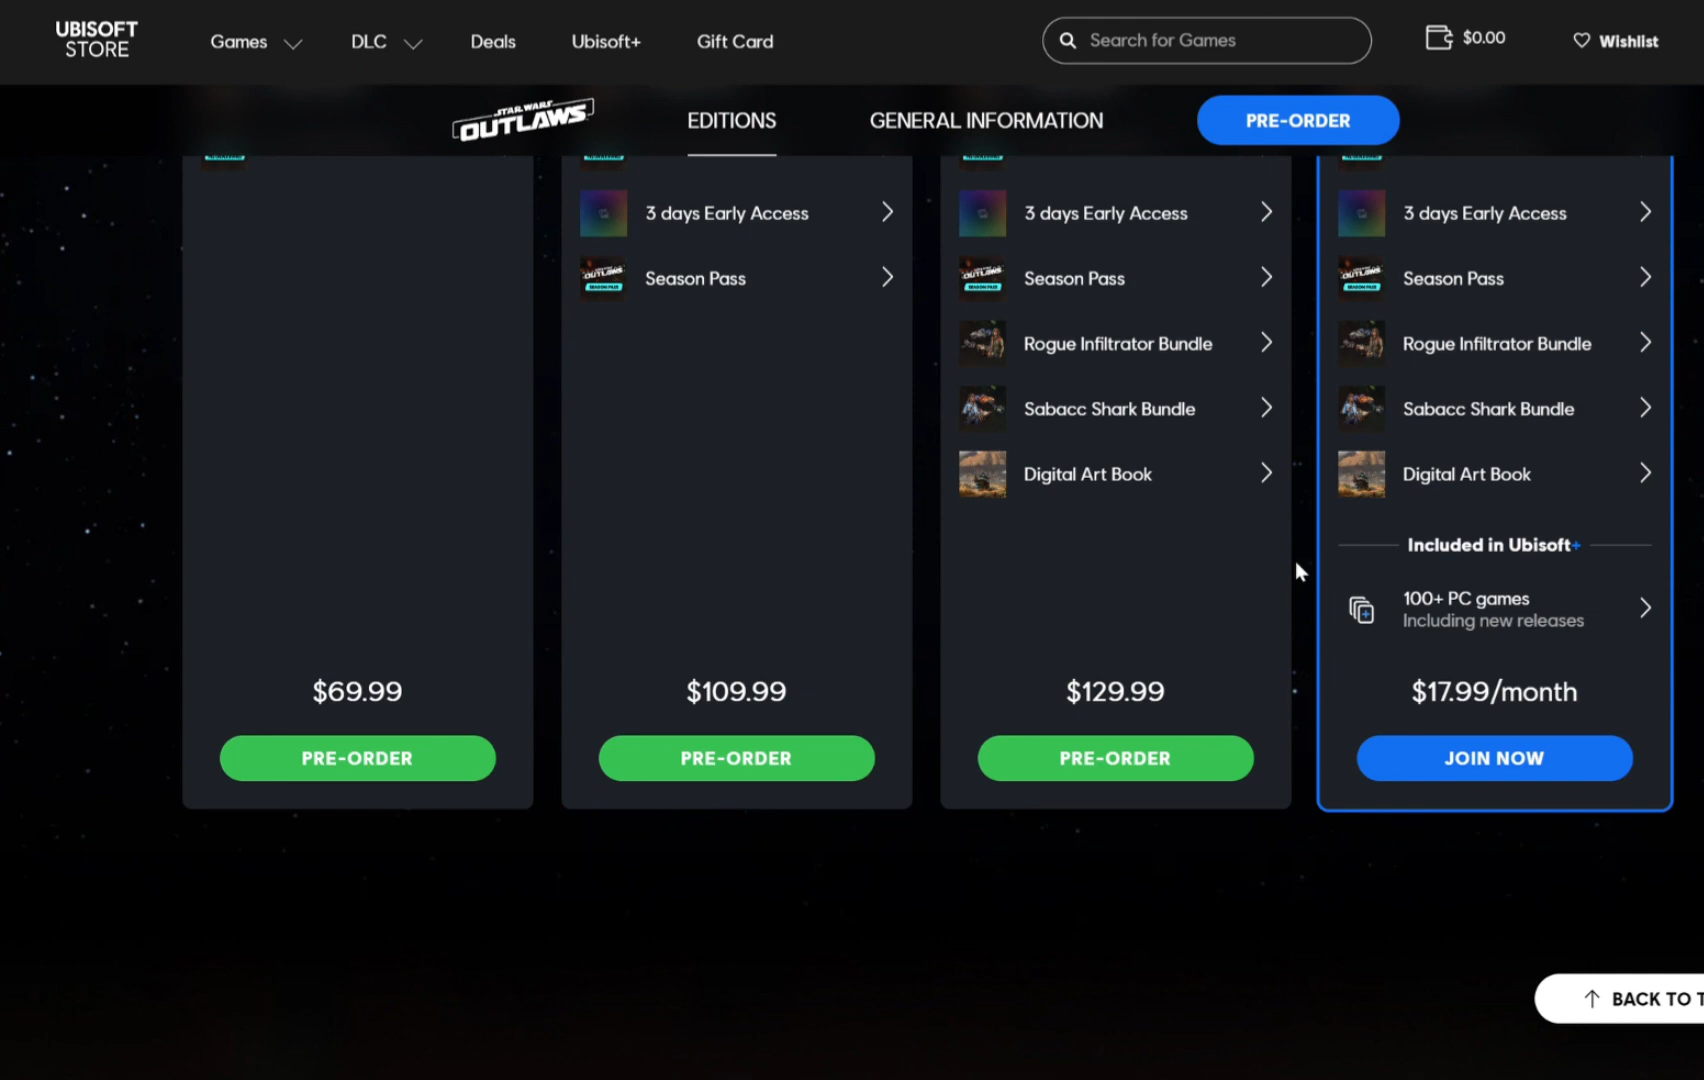 UBISOFT
STORE
Games
DLC
Deals
Ubisoft+
Gift Card
Search for Games
$0.00
Wishlist
STAR WARS
OUTLAWS
EDITIONS
GENERAL INFORMATION
PRE-ORDER
3 days Early Access
Season Pass
$69.99
PRE-ORDER
$109.99
PRE-ORDER
3 days Early Access
Season Pass
Rogue Infiltrator Bundle
Sabacc Shark Bundle
Digital Art Book
$129.99
PRE-ORDER
3 days Early Access
Season Pass
Rogue Infiltrator Bundle
Sabacc Shark Bundle
Digital Art Book
Included in Ubisoft+
100+ PC games
Including new releases
$17.99/month
JOIN NOW
BACK TO T